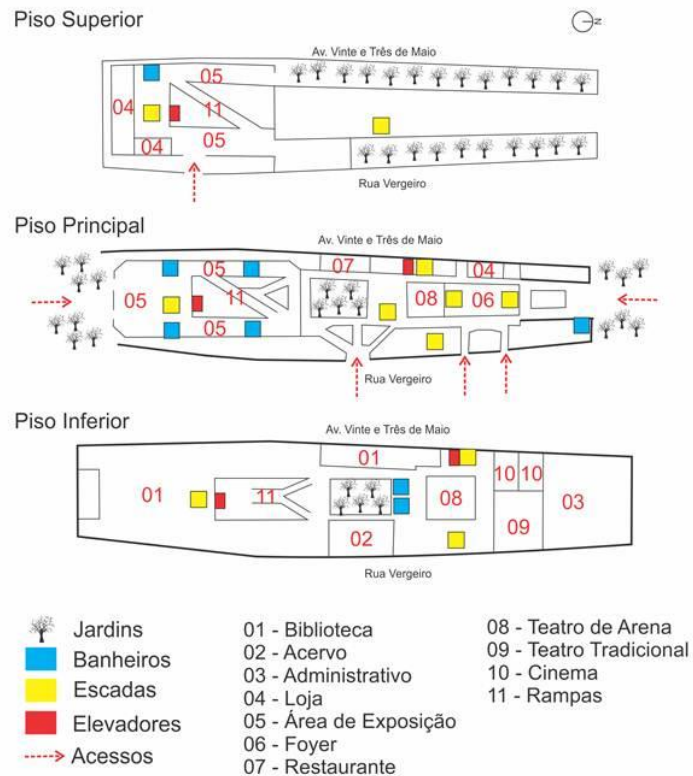 Piso Superior
N
Av. Vinte e Três de Maio
05
04
11
04
05
Rua Vergeiro
Piso Principal
Av. Vinte e Três de Maio
05
07
04
05
11
08
06
05
Rua Vergeiro
Piso Inferior
Av. Vinte e Três de Maio
01
01
11
08
10
10
03
02
09
Rua Vergeiro
Jardins
Banheiros
Escadas
Elevadores
Acessos
01 - Biblioteca
02 - Acervo
03 - Administrativo
04 - Loja
05 - Área de Exposição
06 - Foyer
07 - Restaurante
08 - Teatro de Arena
09 - Teatro Tradicional
10 - Cinema
11 - Rampas